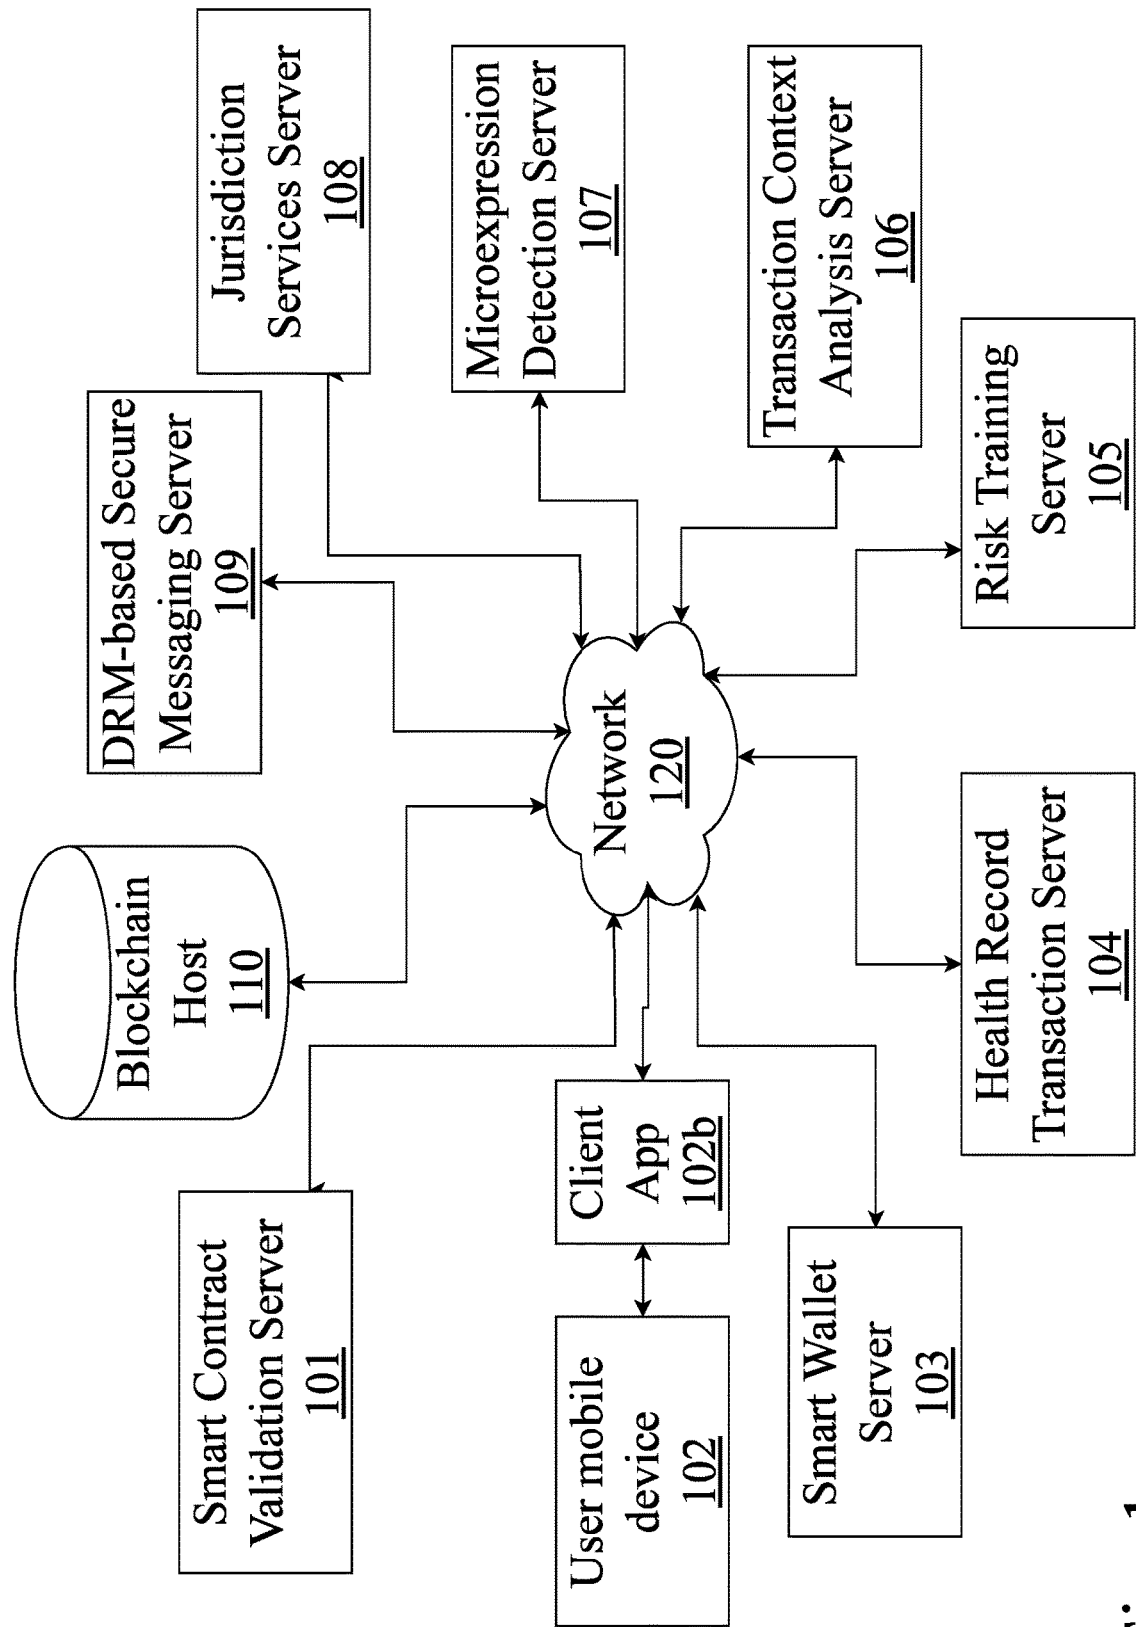 Blockchain
Host
110
DRM-based Secure
Messaging Server
109
Smart Contract
Validation Server
101
Jurisdiction
Services Server
108
Microexpression
Detection Server
107
User mobile
device
102
Client
App
102b
Network
120
Transaction Context
Analysis Server
106
Smart Wallet
Server
103
Health Record
Transaction Server
104
Risk Training
Server
105